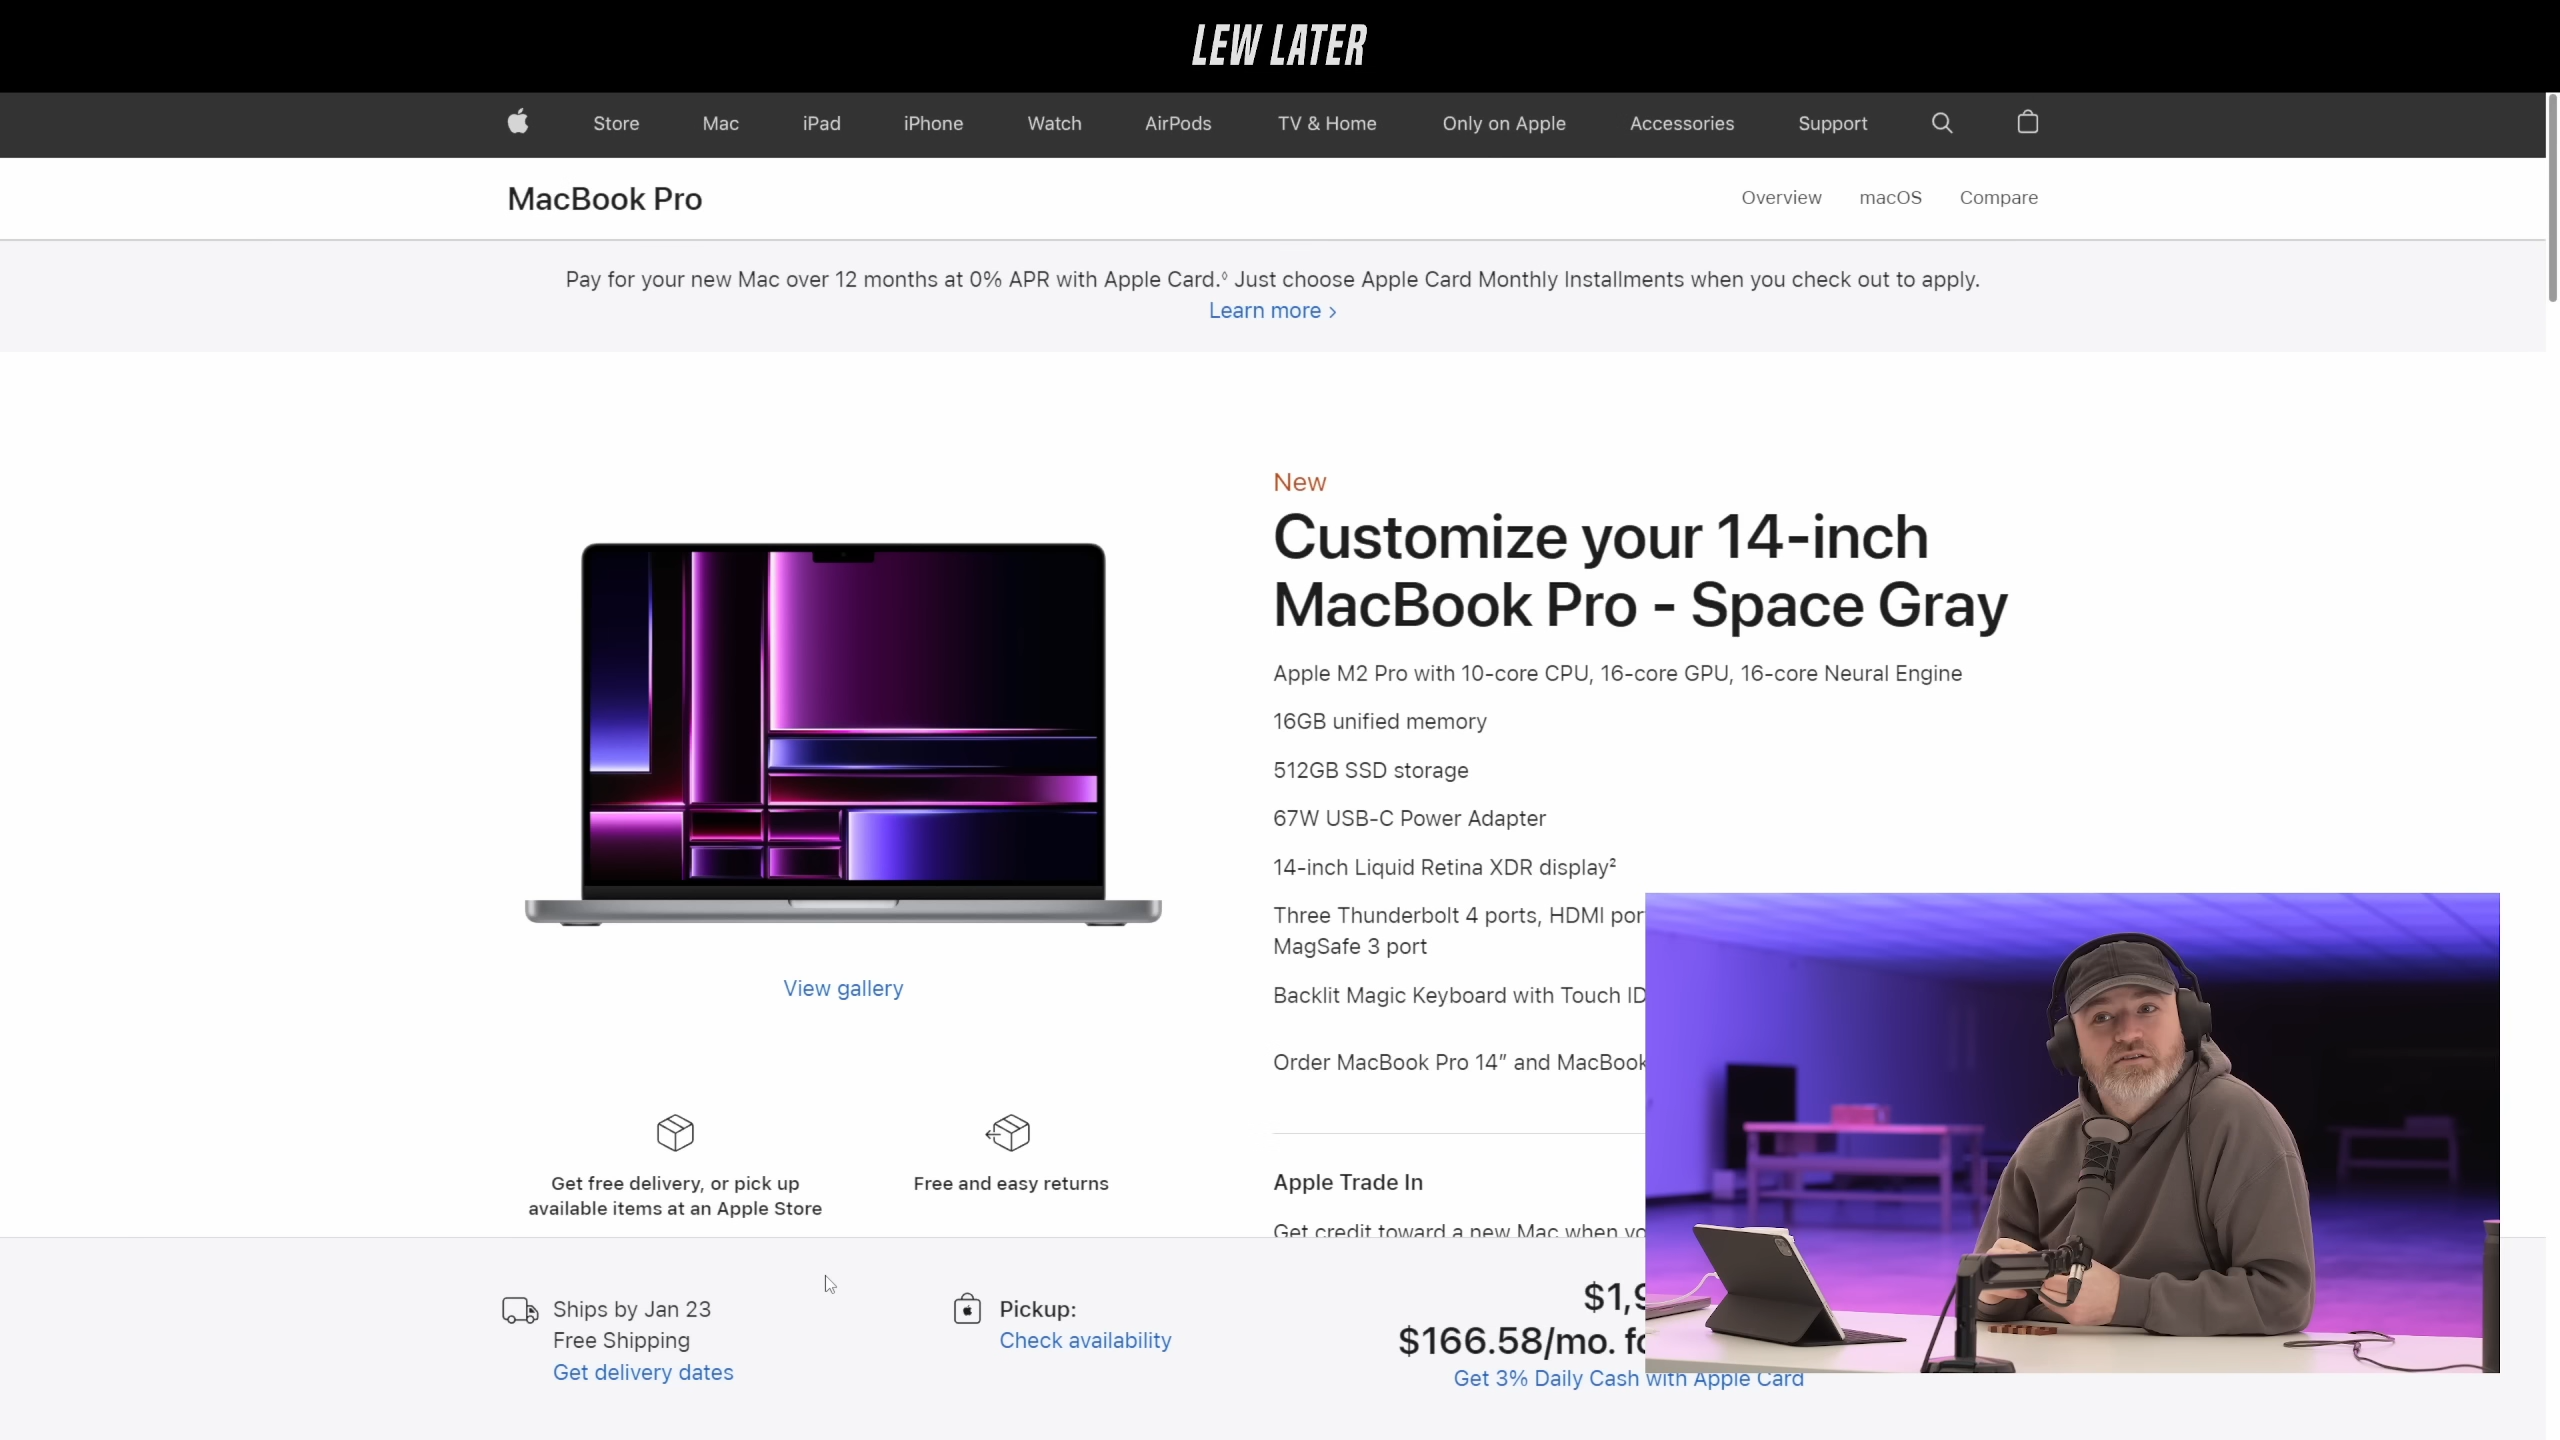 LEW LATER
Store Mac iPad iPhone Watch AirPods TV & Home Only on Apple Accessories Support
MacBook Pro
Overview macOS Compare
Pay for your new Mac over 12 months at 0% APR with Apple Card.◊ Just choose Apple Card Monthly Installments when you check out to apply.
Learn more >
New
Customize your 14-inch
MacBook Pro - Space Gray
Apple M2 Pro with 10-core CPU, 16-core GPU, 16-core Neural Engine
16GB unified memory
512GB SSD storage
67W USB-C Power Adapter
14-inch Liquid Retina XDR display²
Three Thunderbolt 4 ports, HDMI por
MagSafe 3 port
Backlit Magic Keyboard with Touch ID
Order MacBook Pro 14” and MacBook
View gallery
Get free delivery, or pick up
available items at an Apple Store
Free and easy returns
Apple Trade In
Get credit toward a new Mac when yo
Ships by Jan 23
Free Shipping
Get delivery dates
Pickup:
Check availability
$1,9
$166.58/mo. fo
Get 3% Daily Cash with Apple Card